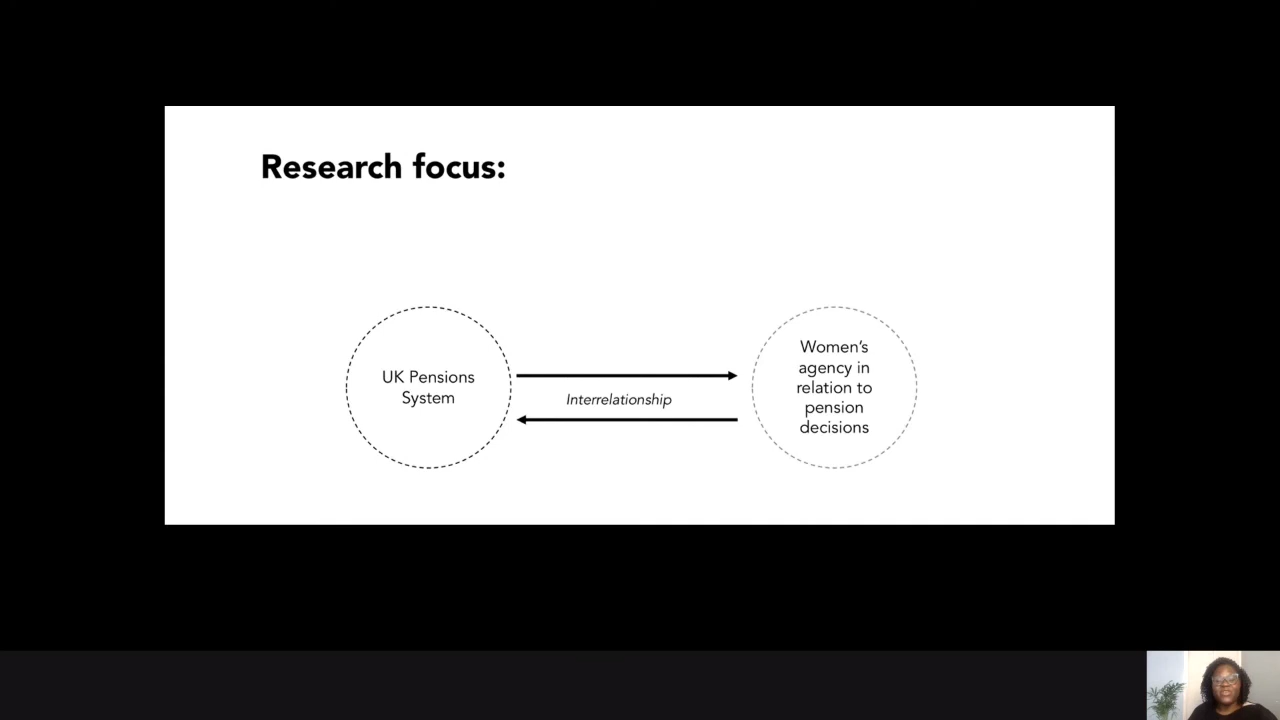 Research focus:
UK Pensions
System
Interrelationship
Women’s
agency in
relation to
pension
decisions